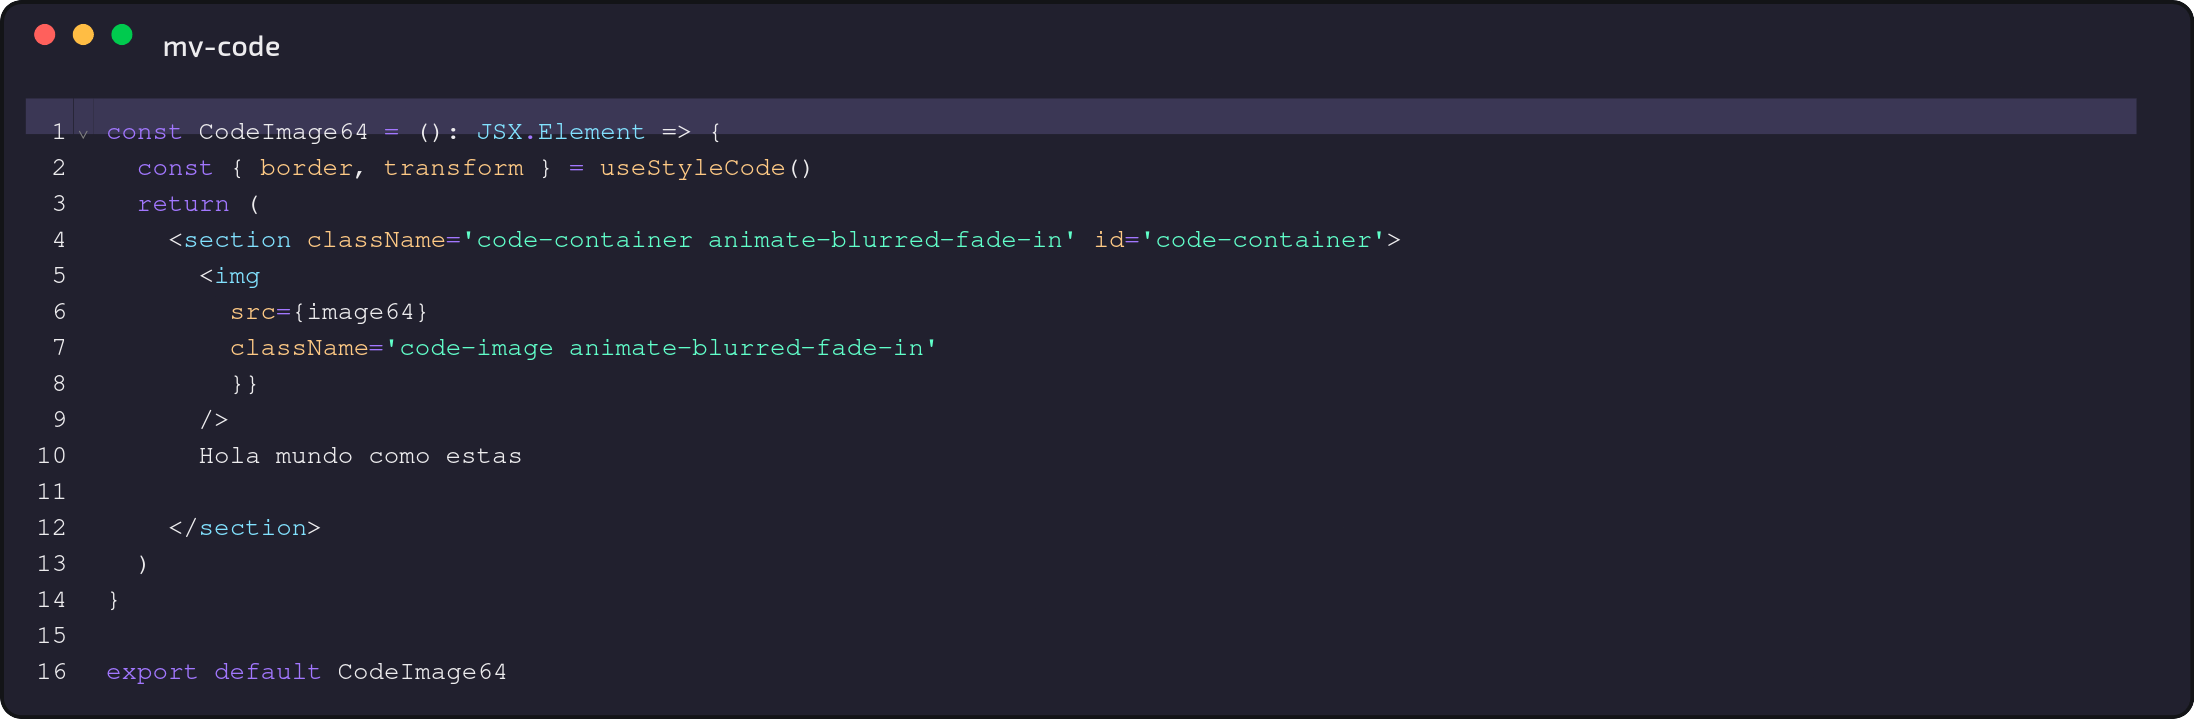 mv-code
1 const CodeImage64 = (): JSX.Element => {
2   const { border, transform } = useStyleCode()
3   return (
4     <section className='code-container animate-blurred-fade-in' id='code-container'>
5       <img
6         src={image64}
7         className='code-image animate-blurred-fade-in'
8         }}
9       />
10       Hola mundo como estas
11
12     </section>
13   )
14 }
15
16 export default CodeImage64